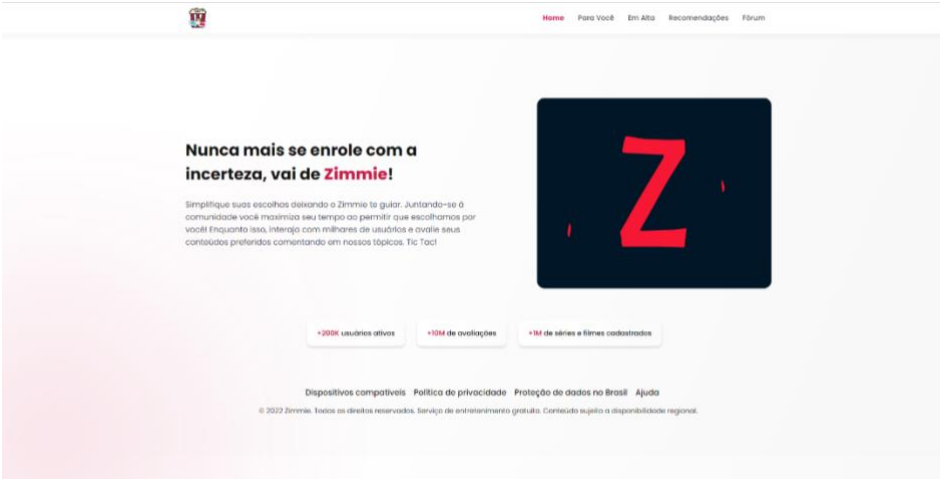 Home Para Você Em Alta Recomendações Fórum
Nunca mais se enrole com a
incerteza, vai de Zimmie!
Simplifique suas escolhas deixando o Zimmie te guiar. Juntando-se à
comunidade você maximiza seu tempo ao permitir que escolhamos por
você! Enquanto isso, interaja com milhares de usuários e avalie seus
conteúdos preferidos comentando em nossos tópicos. Tic Tac!
Z
+200K usuários ativos
+10M de avaliações
+1M de séries e filmes cadastrados
Dispositivos compatíveis Política de privacidade Proteção de dados no Brasil Ajuda
© 2022 Zimmie. Todos os direitos reservados. Serviço de entretenimento gratuito. Conteúdo sujeito a disponibilidade regional.